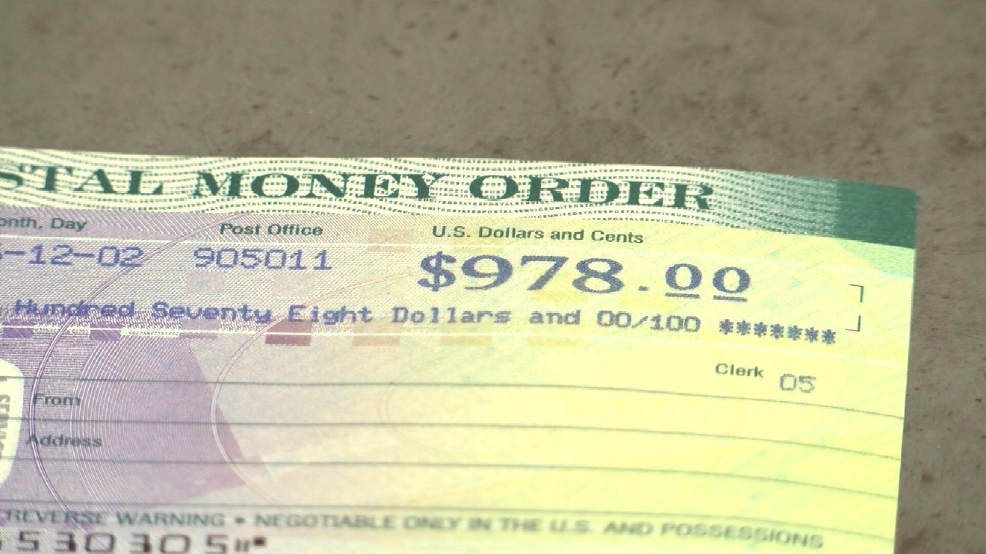 STAL MONEY ORDER
onth, Day Post Office U.S. Dollars and Cents
-12-02 905011 $978.00
Hundred Seventy Eight Dollars and 00/100 *******
Clerk 05
From
Address
REVERSE WARNING • NEGOTIABLE ONLY IN THE U.S. AND POSSESSIONS
530305⑈